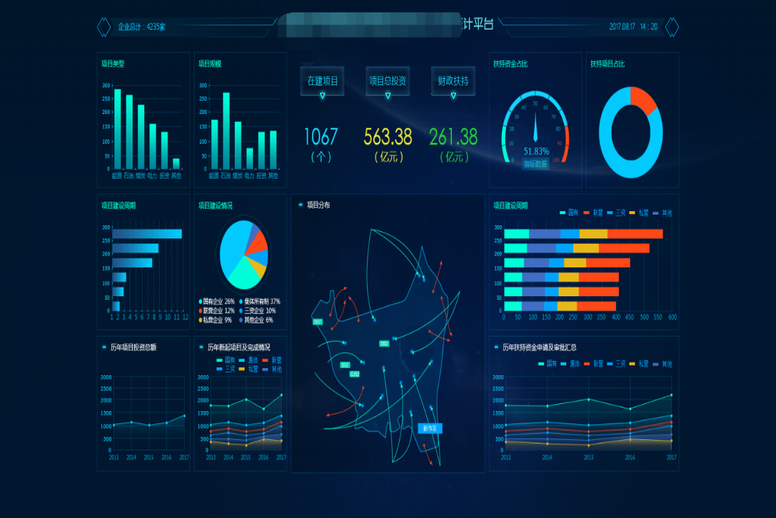 企业总计：4235家
计平台
2017.08.17 14：20
项目类型
300
250
200
150
100
50
0
能源 石油 煤炭 电力 投资 其他
项目规模
300
250
200
150
100
50
0
能源 石油 煤炭 电力 投资 其他
在建项目
项目总投资
财政扶持
1067
563.38
261.38
（个）
（亿元）
（亿元）
扶持资金占比
51.83%
扶持项目占比
项目建设周期
300
250
200
150
100
50
0
1 2 3 4 5 6 7 8 9 10 11 12
项目建设情况
国有企业 26%
集体所有制 37%
联营企业 12%
三资企业 10%
私营企业 9%
其他企业 6%
项目分布
国有
联营
三资
私营
其他
300
250
200
150
100
50
0
0 50 100 150 200 250 300 350 400 450 500 550 600
历年项目投资总额
3000
2500
2000
1500
1000
500
0
2013 2014 2015 2016 2017
历年新起项目及完成情况
国有 集体 联营
三资 私营 其他
3000
2500
2000
1500
1000
500
0
2013 2014 2015 2016 2017
历年扶持资金申请及审批汇总
国有 集体 联营 三资 私营 其他
3000
2500
2000
1500
1000
500
0
2013 2014 2015 2016 2017